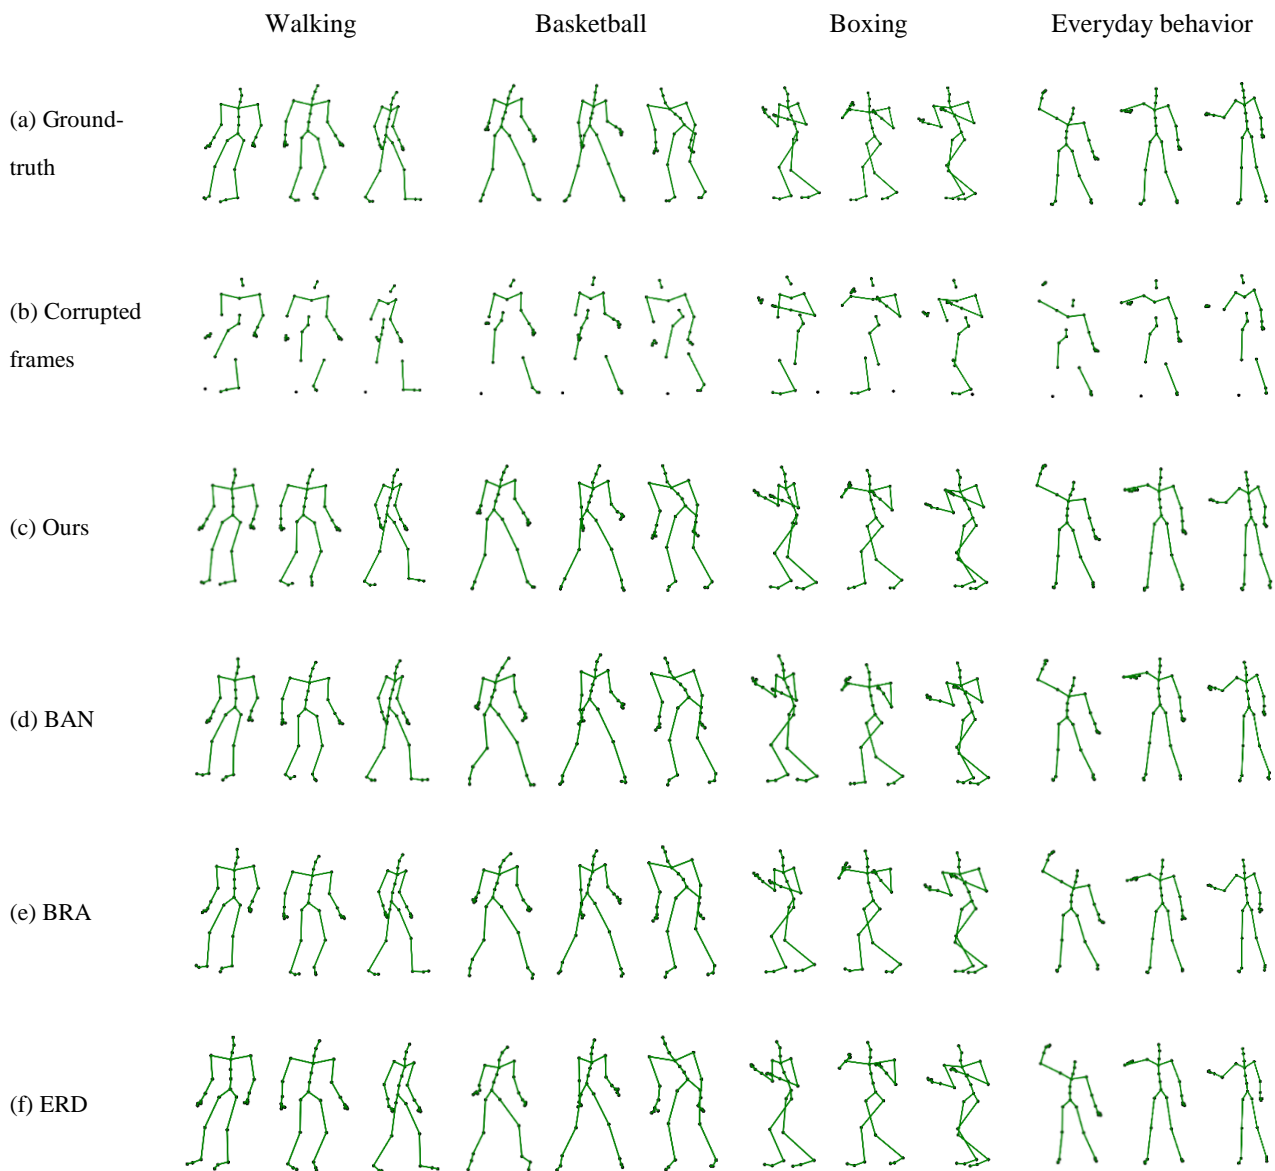 Walking Basketball Boxing Everyday behavior
(a) Ground-
truth
(b) Corrupted
frames
(c) Ours
(d) BAN
(e) BRA
(f) ERD